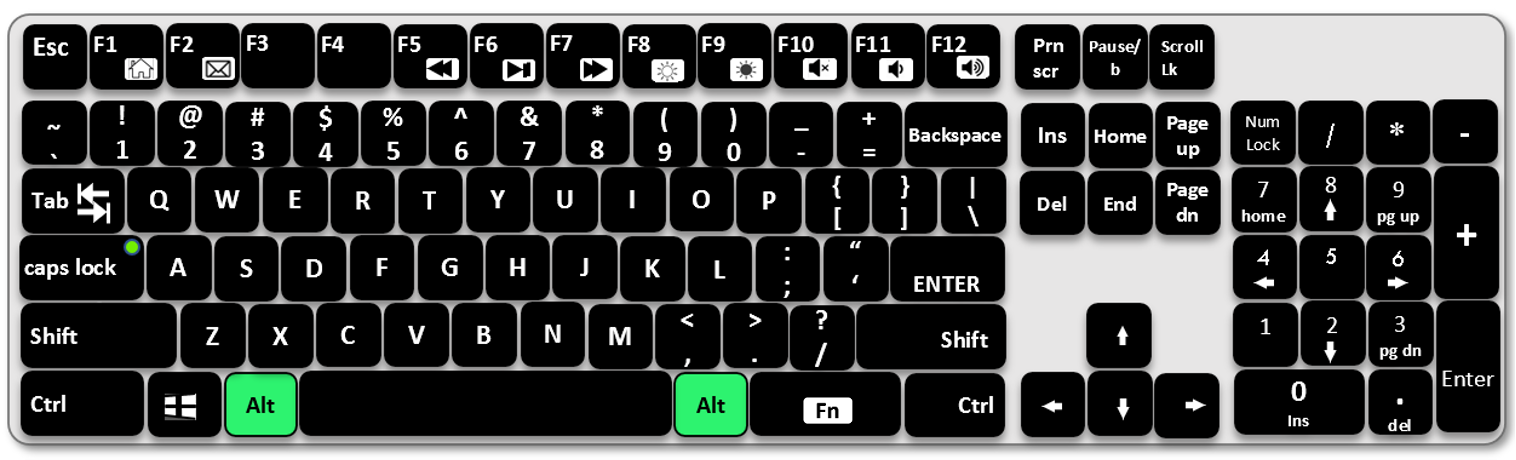 Esc F1 F2 F3 F4 F5 F6 F7 F8 F9 F10 F11 F12 Prn scr Pause/ b Scroll Lk
~ ` ! 1 @ 2 # 3 $ 4 % 5 ^ 6 & 7 * 8 ( 9 ) 0 _ - + = Backspace Ins Home Page up Num Lock / * -
Tab Q W E R T Y U I O P { [ } ] | \ Del End Page dn 7 home 8 9 pg up +
caps lock A S D F G H J K L : ; “ ‘ ENTER 4 5 6
Shift Z X C V B N M < , > . ? / Shift 1 2 3 pg dn Enter
Ctrl Alt Alt Fn Ctrl 0 Ins . del